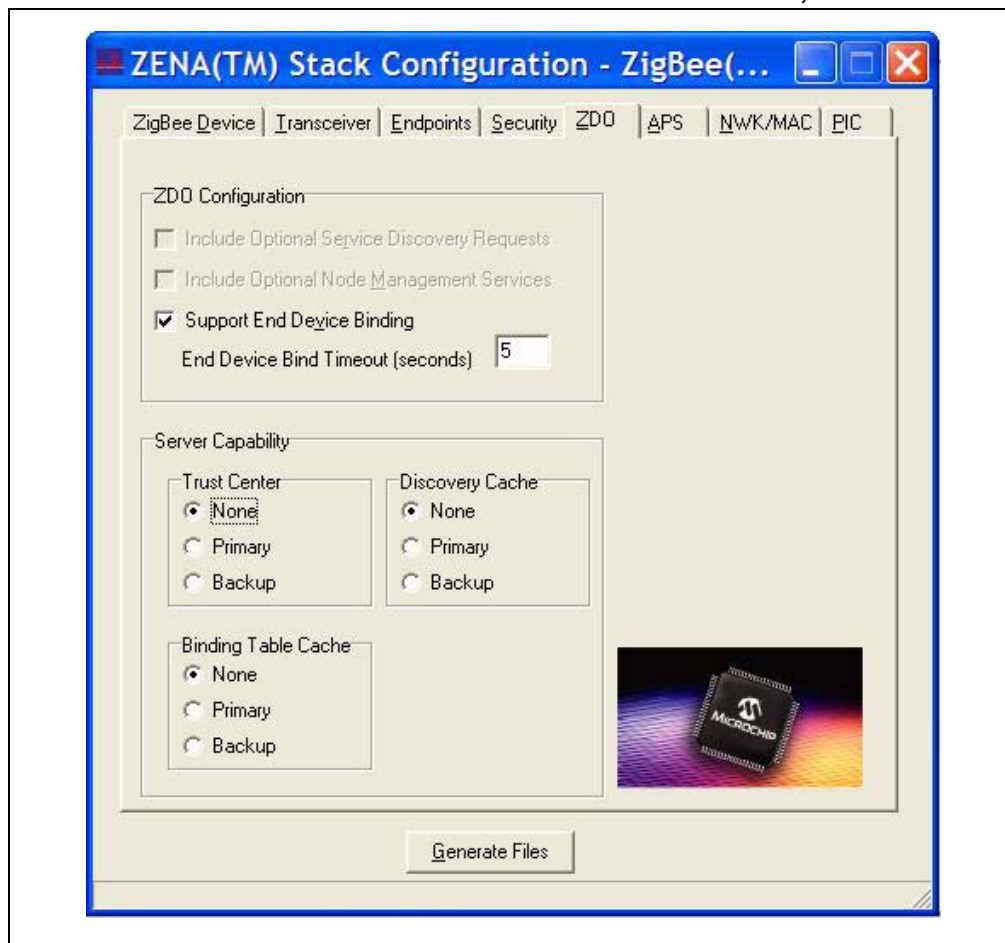 ZENA(TM) Stack Configuration - ZigBee(...
ZigBee Device Transceiver Endpoints Security ZDO APS NWK/MAC PIC
ZDO Configuration
Include Optional Service Discovery Requests
Include Optional Node Management Services
Support End Device Binding
End Device Bind Timeout (seconds) 5
Server Capability
Trust Center
None
Primary
Backup
Discovery Cache
None
Primary
Backup
Binding Table Cache
None
Primary
Backup
MICROCHIP
Generate Files